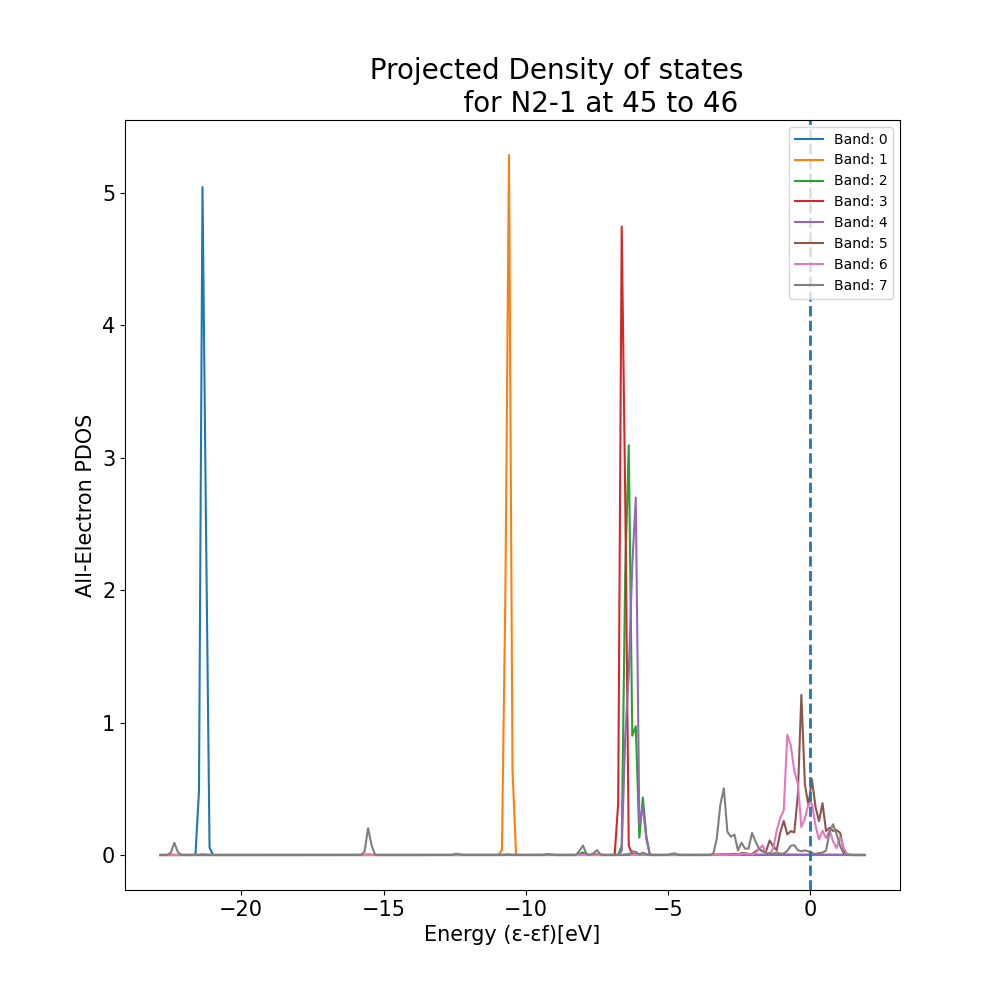 Projected Density of states
for N2-1 at 45 to 46
Band: 0
Band: 1
Band: 2
Band: 3
Band: 4
Band: 5
Band: 6
Band: 7
5
4
3
2
1
0
All-Electron PDOS
−20
−15
−10
−5
0
Energy (ε-εf)[eV]